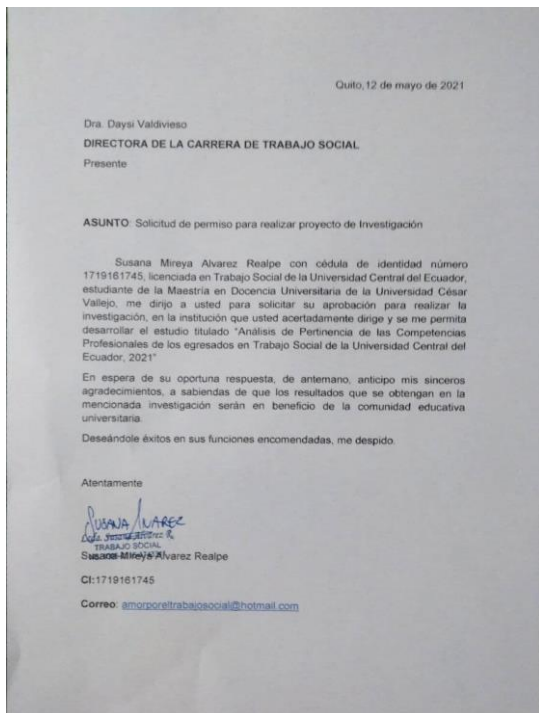 Quito,12 de mayo de 2021
Dra. Daysi Valdivieso
DIRECTORA DE LA CARRERA DE TRABAJO SOCIAL
Presente
ASUNTO: Solicitud de permiso para realizar proyecto de Investigación
Susana Mireya Alvarez Realpe con cédula de identidad número
1719161745, licenciada en Trabajo Social de la Universidad Central del Ecuador,
estudiante de la Maestría en Docencia Universitaria de la Universidad César
Vallejo, me dirijo a usted para solicitar su aprobación para realizar la
investigación, en la institución que usted acertadamente dirige y se me permita
desarrollar el estudio titulado "Análisis de Pertinencia de las Competencias
Profesionales de los egresados en Trabajo Social de la Universidad Central del
Ecuador, 2021"
En espera de su oportuna respuesta, de antemano, anticipo mis sinceros
agradecimientos, a sabiendas de que los resultados que se obtengan en la
mencionada investigación serán en beneficio de la comunidad educativa
universitaria.
Deseándole éxitos en sus funciones encomendadas, me despido.
Atentamente
SUSANA ALVAREZ
TRABAJO SOCIAL
Susana Mireya Alvarez Realpe
CI:1719161745
Correo: amorporeltrabajosocial@hotmail.com